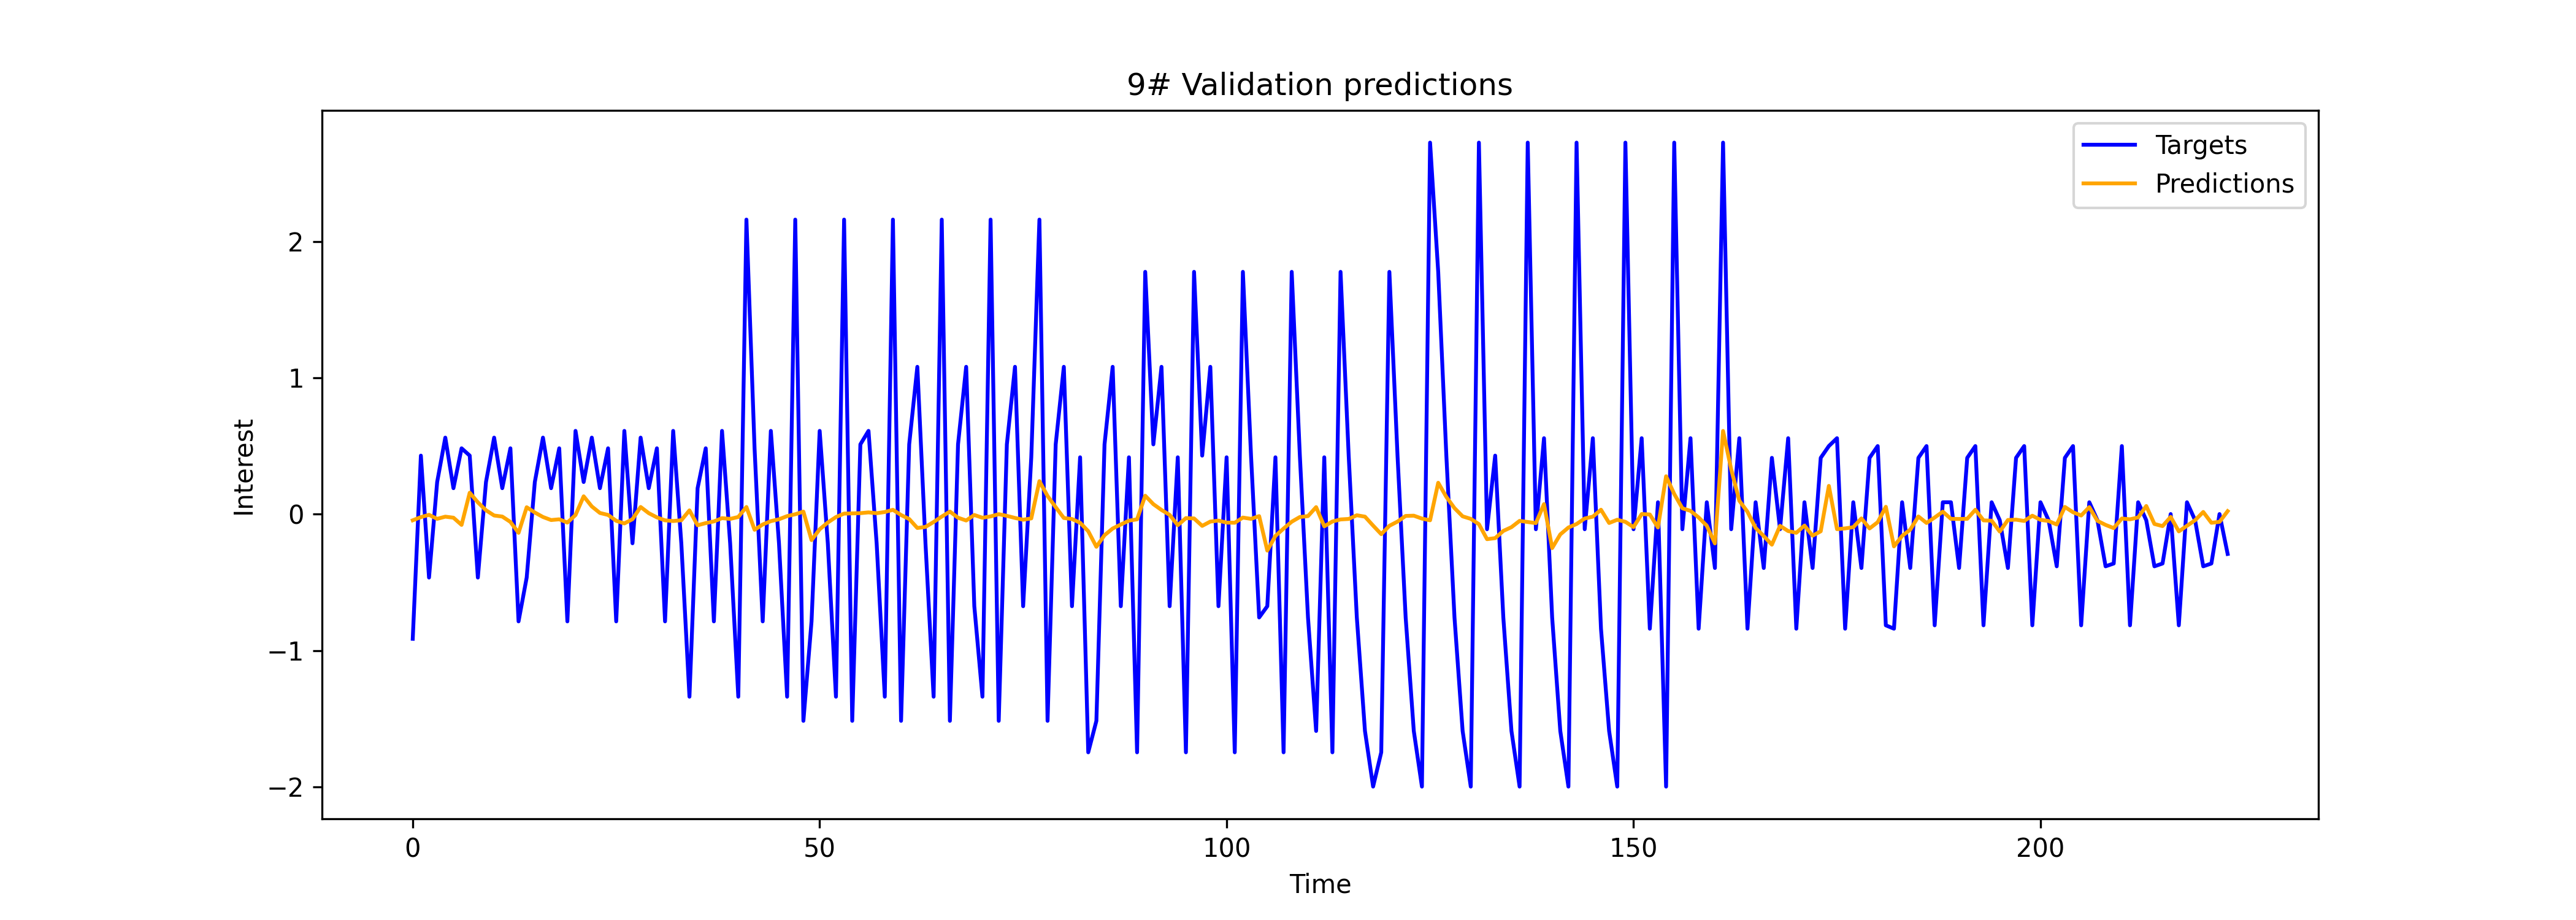 9# Validation predictions
Targets
Predictions
Interest
2
1
0
−1
−2
0
50
100
150
200
Time